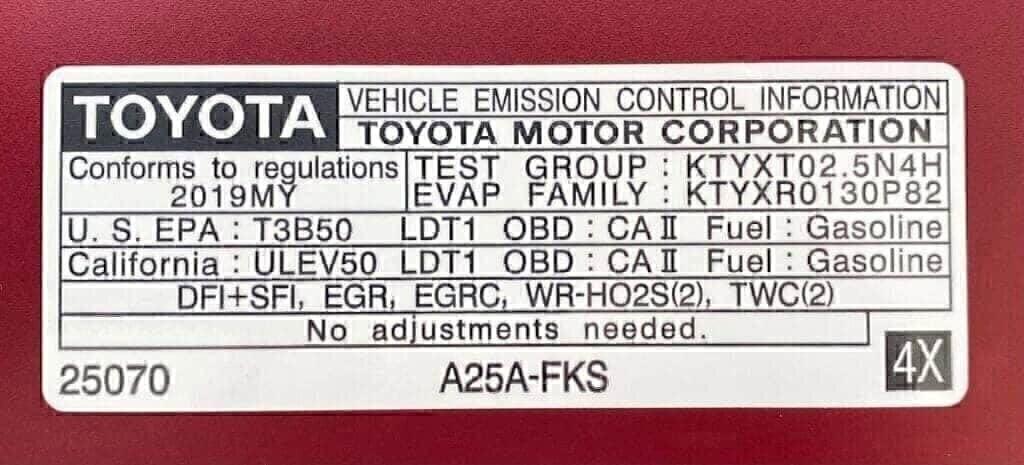 TOYOTA
VEHICLE EMISSION CONTROL INFORMATION
TOYOTA MOTOR CORPORATION
Conforms to regulations
2019MY
TEST GROUP : KTYXT02.5N4H
EVAP FAMILY : KTYXR0130P82
U. S. EPA : T3B50 LDT1 OBD : CA II Fuel : Gasoline
California : ULEV50 LDT1 OBD : CA II Fuel : Gasoline
DFI+SFI, EGR, EGRC, WR-HO2S(2), TWC(2)
No adjustments needed.
25070 A25A-FKS 4X